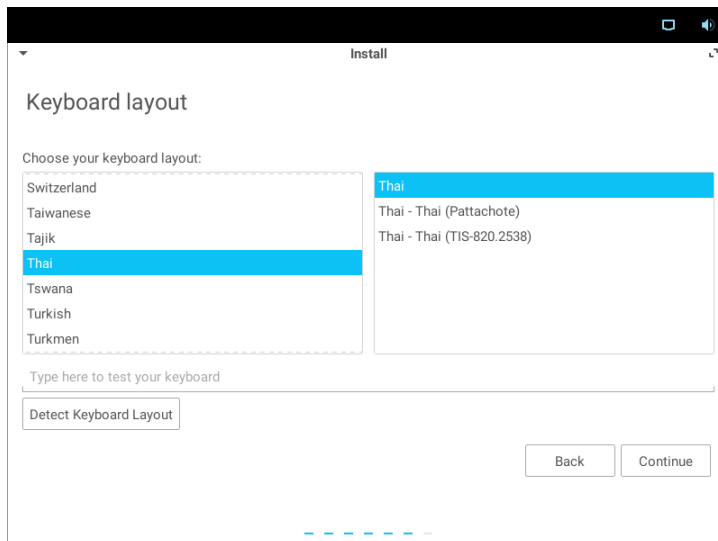 Install
Keyboard layout
Choose your keyboard layout:
Switzerland
Taiwanese
Tajik
Thai
Tswana
Turkish
Turkmen
Thai
Thai - Thai (Pattachote)
Thai - Thai (TIS-820.2538)
Type here to test your keyboard
Detect Keyboard Layout
Back
Continue